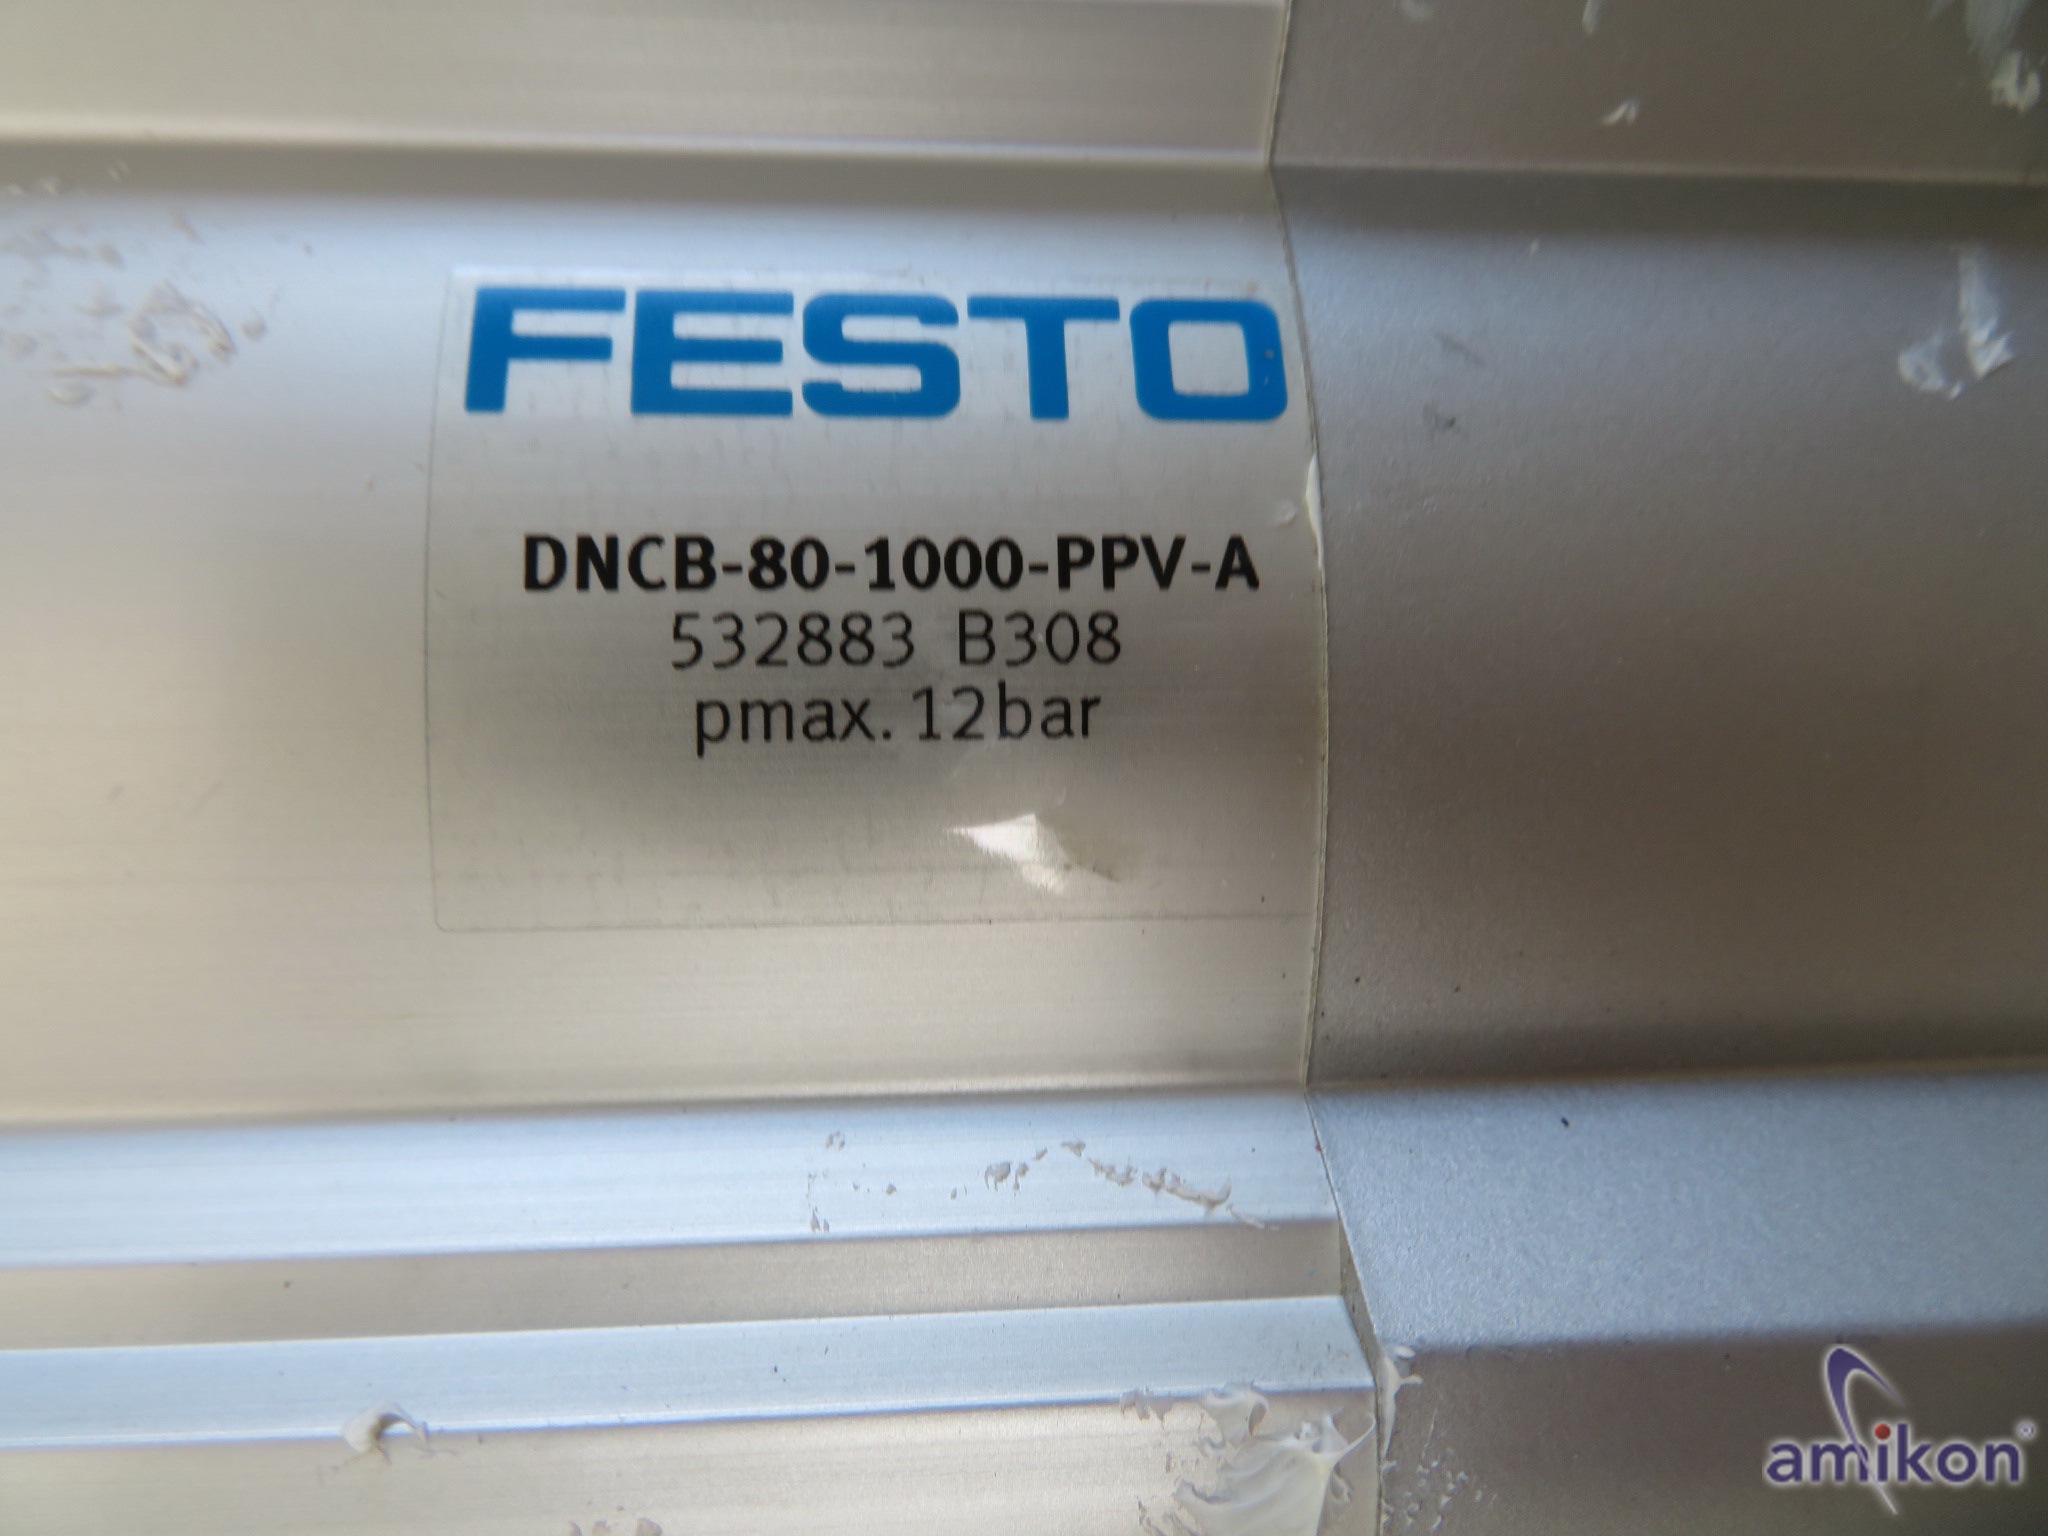 FESTO
DNCB-80-1000-PPV-A
532883 B308
pmax. 12bar
amikon®